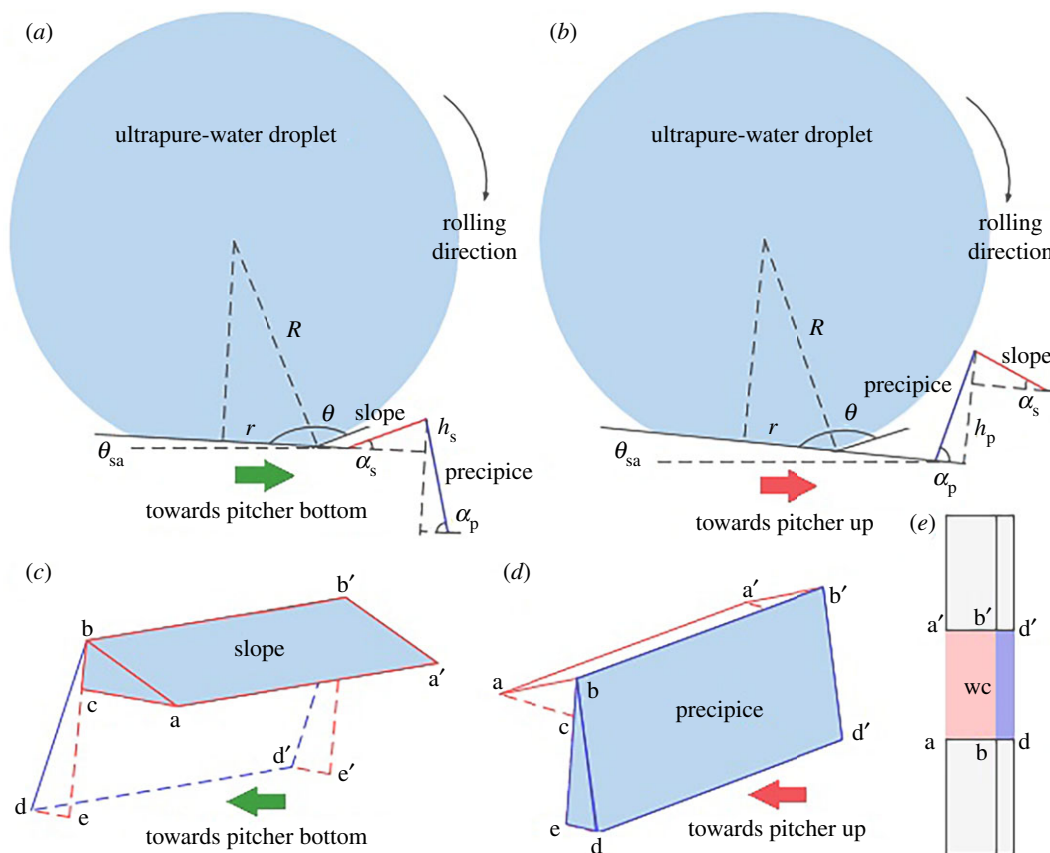 (a)
ultrapure-water droplet
rolling
direction
R
r
θ
slope
h_s
θ_sa
α_s
precipice
α_p
towards pitcher bottom
(b)
ultrapure-water droplet
rolling
direction
R
r
θ
precipice
slope
α_s
h_p
θ_sa
α_p
towards pitcher up
(c)
b′
b
slope
a′
c
a
d′
e′
d
e
towards pitcher bottom
(d)
a′
b′
a
b
c
precipice
d′
e
d
towards pitcher up
(e)
a′
b′
d′
wc
a
b
d